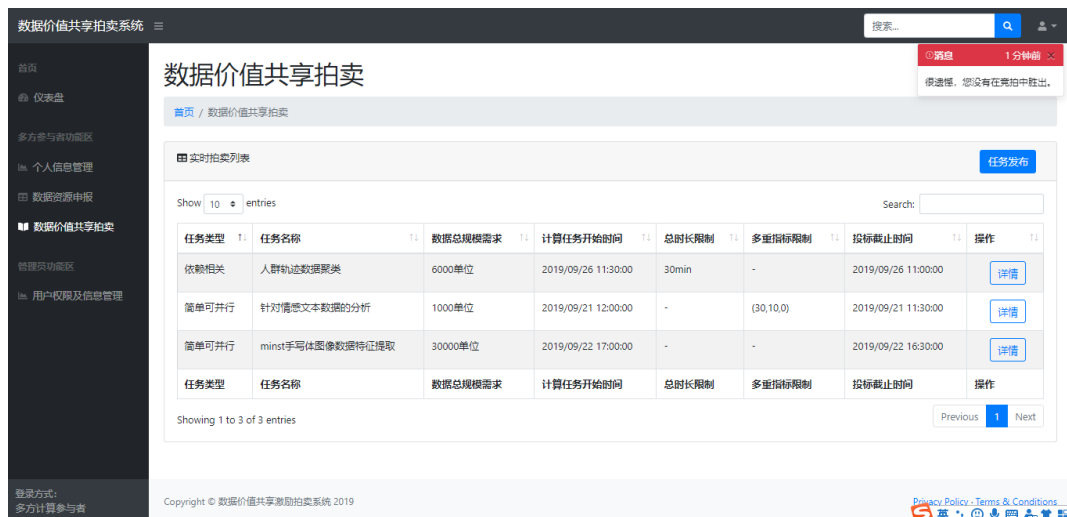 数据价值共享拍卖系统
搜索...
消息 1 分钟前 ×
很遗憾，您没有在竞拍中胜出。
首页
仪表盘
多方参与者功能区
个人信息管理
数据资源申报
数据价值共享拍卖
管理员功能区
用户权限及信息管理
登录方式:
多方计算参与者
数据价值共享拍卖
首页 / 数据价值共享拍卖
实时拍卖列表 任务发布
Show 10 entries Search:
任务类型 任务名称 数据总规模需求 计算任务开始时间 总时长限制 多重指标限制 投标截止时间 操作
依赖相关 人群轨迹数据聚类 6000单位 2019/09/26 11:30:00 30min - 2019/09/26 11:00:00 详情
简单可并行 针对情感文本数据的分析 1000单位 2019/09/21 12:00:00 - (30,10,0) 2019/09/21 11:30:00 详情
简单可并行 minst手写体图像数据特征提取 30000单位 2019/09/22 17:00:00 - - 2019/09/22 16:30:00 详情
任务类型 任务名称 数据总规模需求 计算任务开始时间 总时长限制 多重指标限制 投标截止时间 操作
Showing 1 to 3 of 3 entries Previous 1 Next
Copyright © 数据价值共享激励拍卖系统 2019 Privacy Policy · Terms & Conditions
英